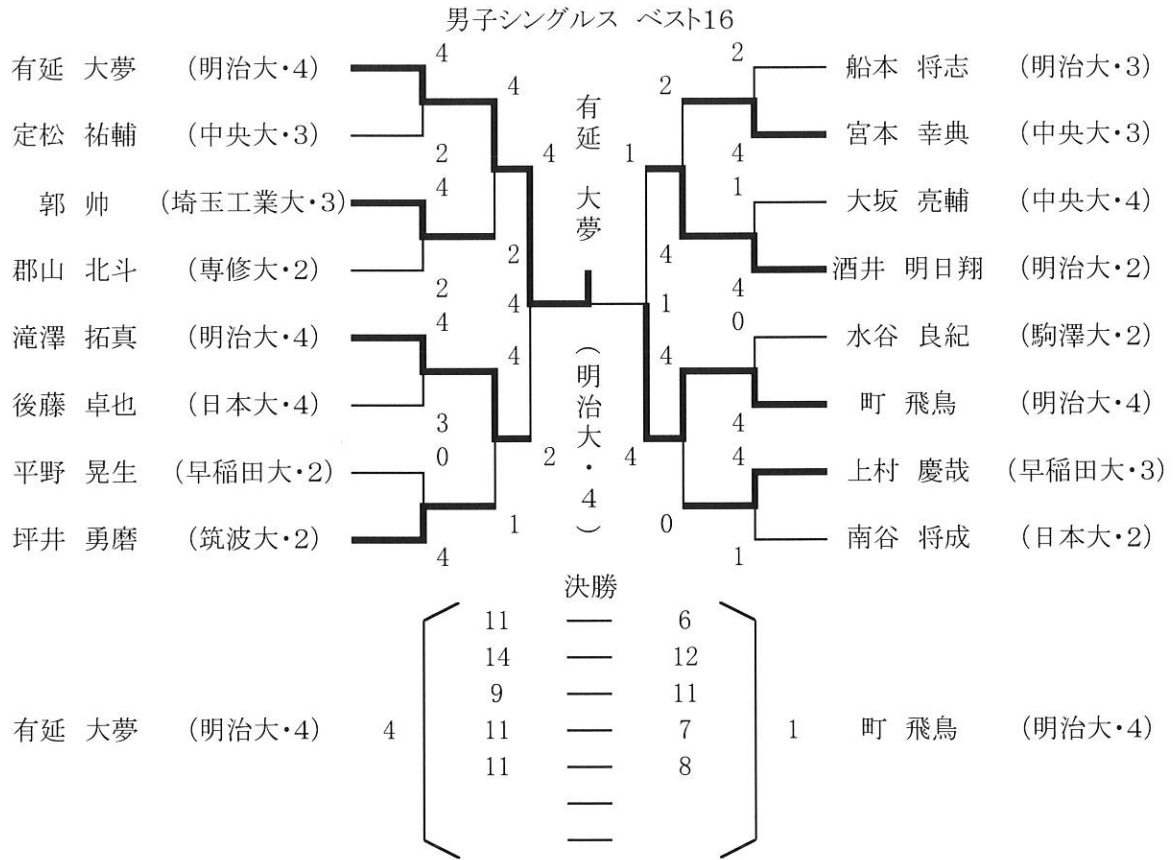 男子シングルス ベスト16
有延 大夢 (明治大・4) 4 2 船本 将志 (明治大・3)
4 2
定松 祐輔 (中央大・3) 2 4 宮本 幸典 (中央大・3)
4 1
郭 帅 (埼玉工業大・3) 4 1 大坂 亮輔 (中央大・4)
2 4
郡山 北斗 (専修大・2) 2 4 酒井 明日翔 (明治大・2)
有延 大夢 (明治大・4)
4 1
滝澤 拓真 (明治大・4) 4 0 水谷 良紀 (駒澤大・2)
4 4
後藤 卓也 (日本大・4) 3 4 町 飛鳥 (明治大・4)
2 4
平野 晃生 (早稲田大・2) 0 4 上村 慶哉 (早稲田大・3)
1 0
坪井 勇磨 (筑波大・2) 4 1 南谷 将成 (日本大・2)
決勝
11 — 6
14 — 12
9 — 11
有延 大夢 (明治大・4) 4 11 — 7 1 町 飛鳥 (明治大・4)
11 — 8
—
—